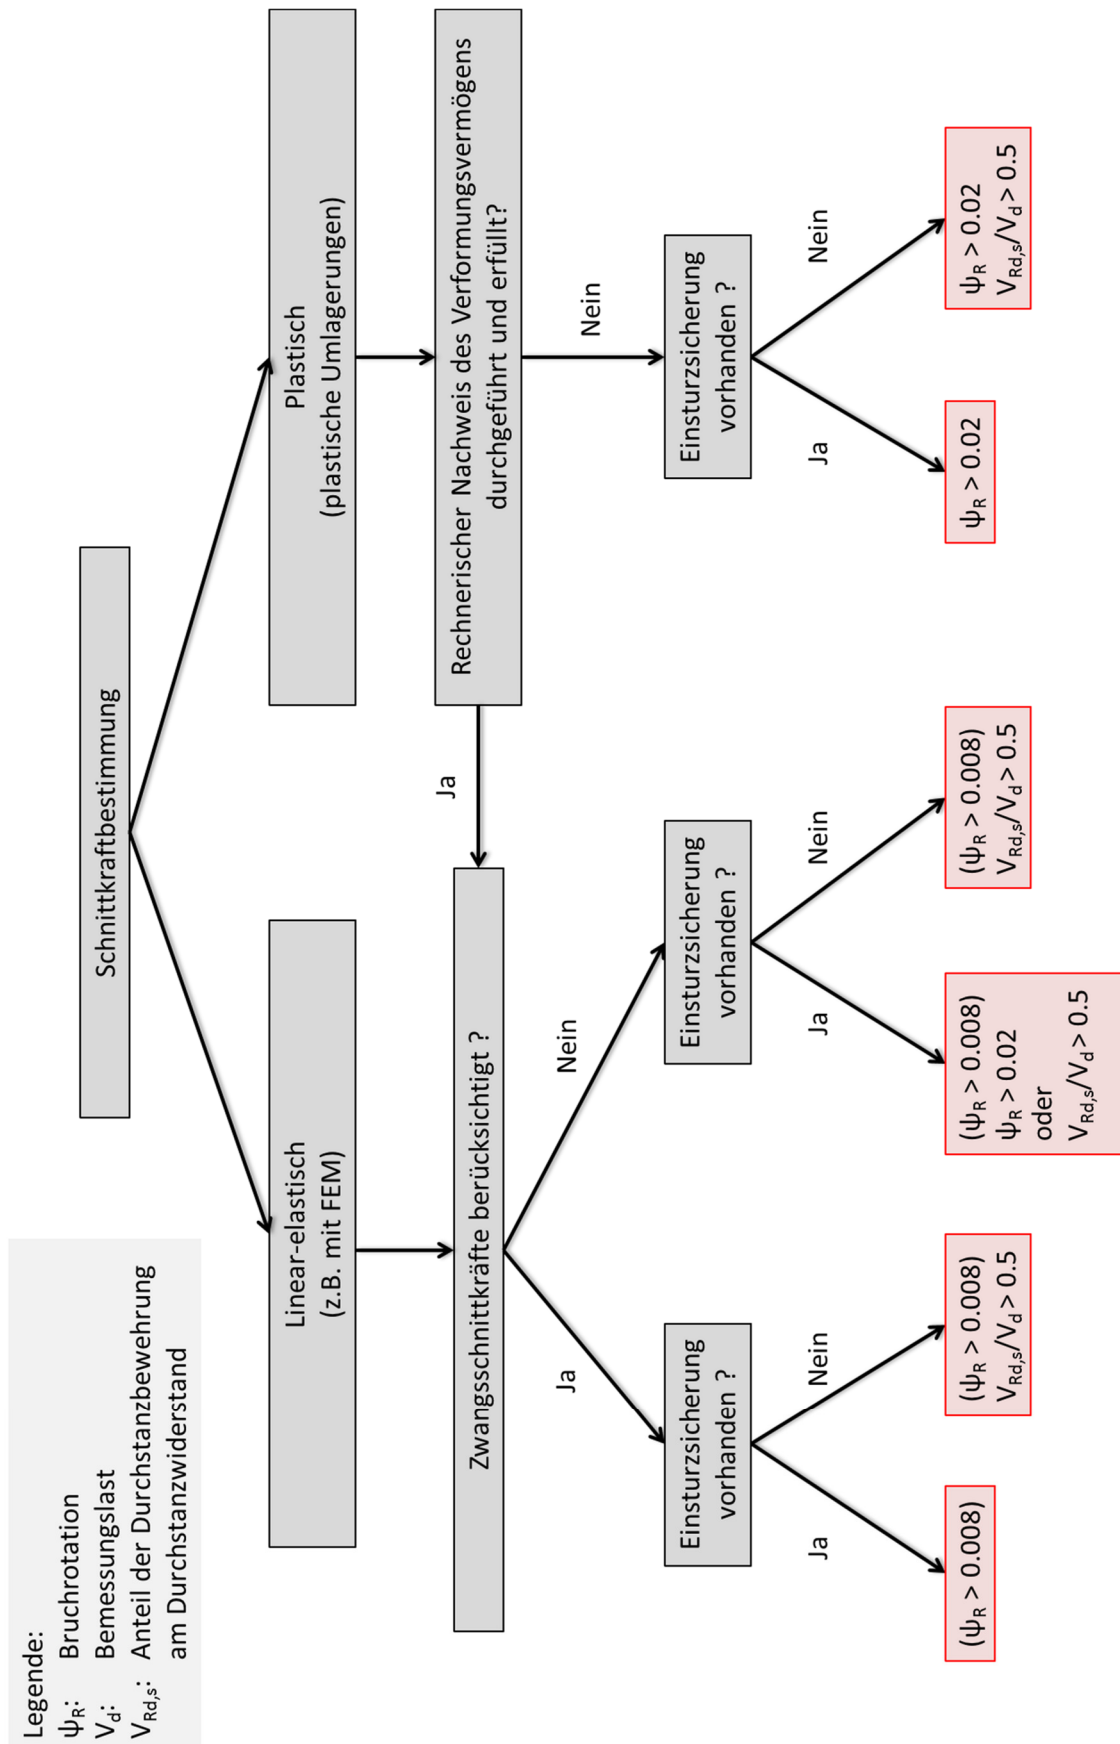 Legende:
ψR: Bruchrotation
Vd: Bemessungslast
VRd,s: Anteil der Durchstanzbewehrung
am Durchstanzwiderstand
Schnittkraftbestimmung
Linear-elastisch
(z.B. mit FEM)
Plastisch
(plastische Umlagerungen)
Rechnerischer Nachweis des Verformungsvermögens
durchgeführt und erfüllt?
Ja
Zwangsschnittkräfte berücksichtigt ?
Ja
Nein
Nein
Einsturzsicherung
vorhanden ?
Einsturzsicherung
vorhanden ?
Einsturzsicherung
vorhanden ?
Ja
Nein
Ja
Nein
Ja
Nein
(ψR > 0.008)
(ψR > 0.008)
VRd,s/Vd > 0.5
(ψR > 0.008)
ψR > 0.02
oder
VRd,s/Vd > 0.5
(ψR > 0.008)
VRd,s/Vd > 0.5
ψR > 0.02
ψR > 0.02
VRd,s/Vd > 0.5